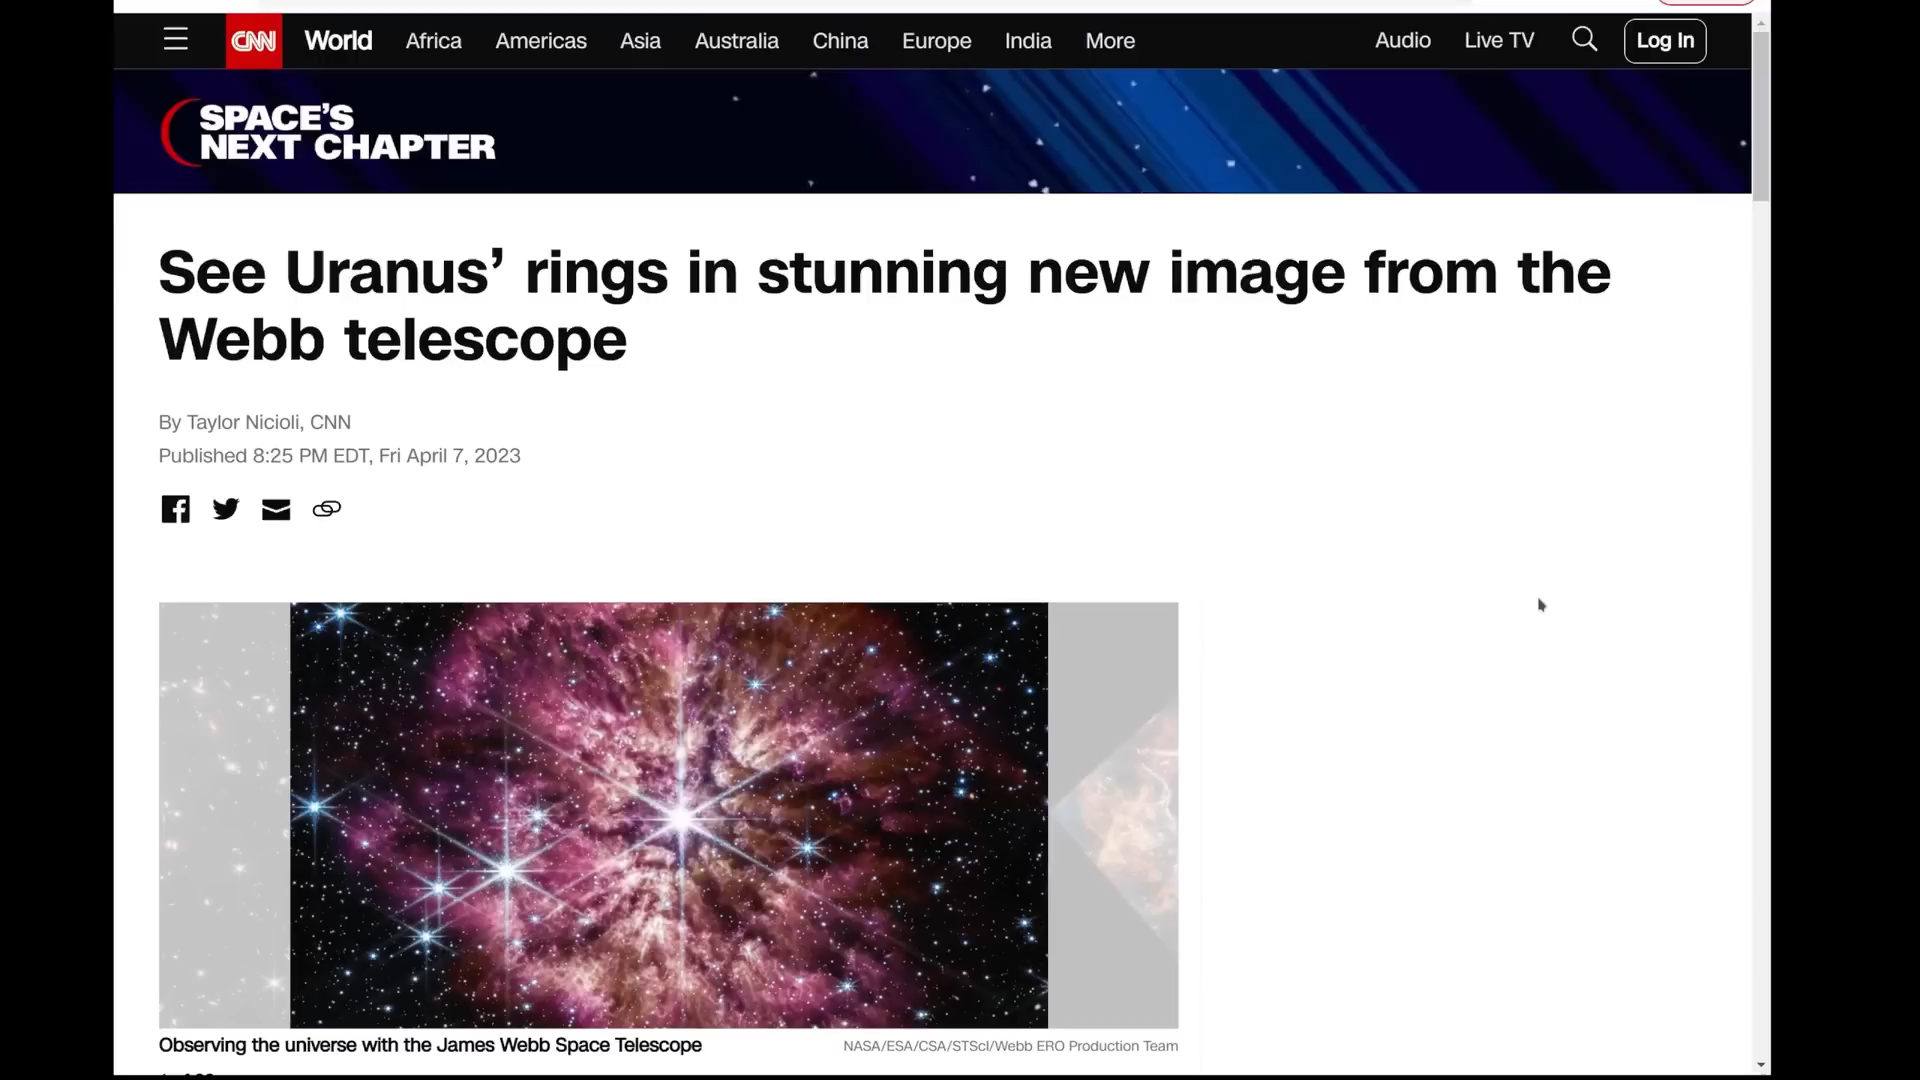 CNN World Africa Americas Asia Australia China Europe India More Audio Live TV Log In
SPACE'S
NEXT CHAPTER
See Uranus’ rings in stunning new image from the
Webb telescope
By Taylor Nicioli, CNN
Published 8:25 PM EDT, Fri April 7, 2023
Observing the universe with the James Webb Space Telescope
NASA/ESA/CSA/STScI/Webb ERO Production Team